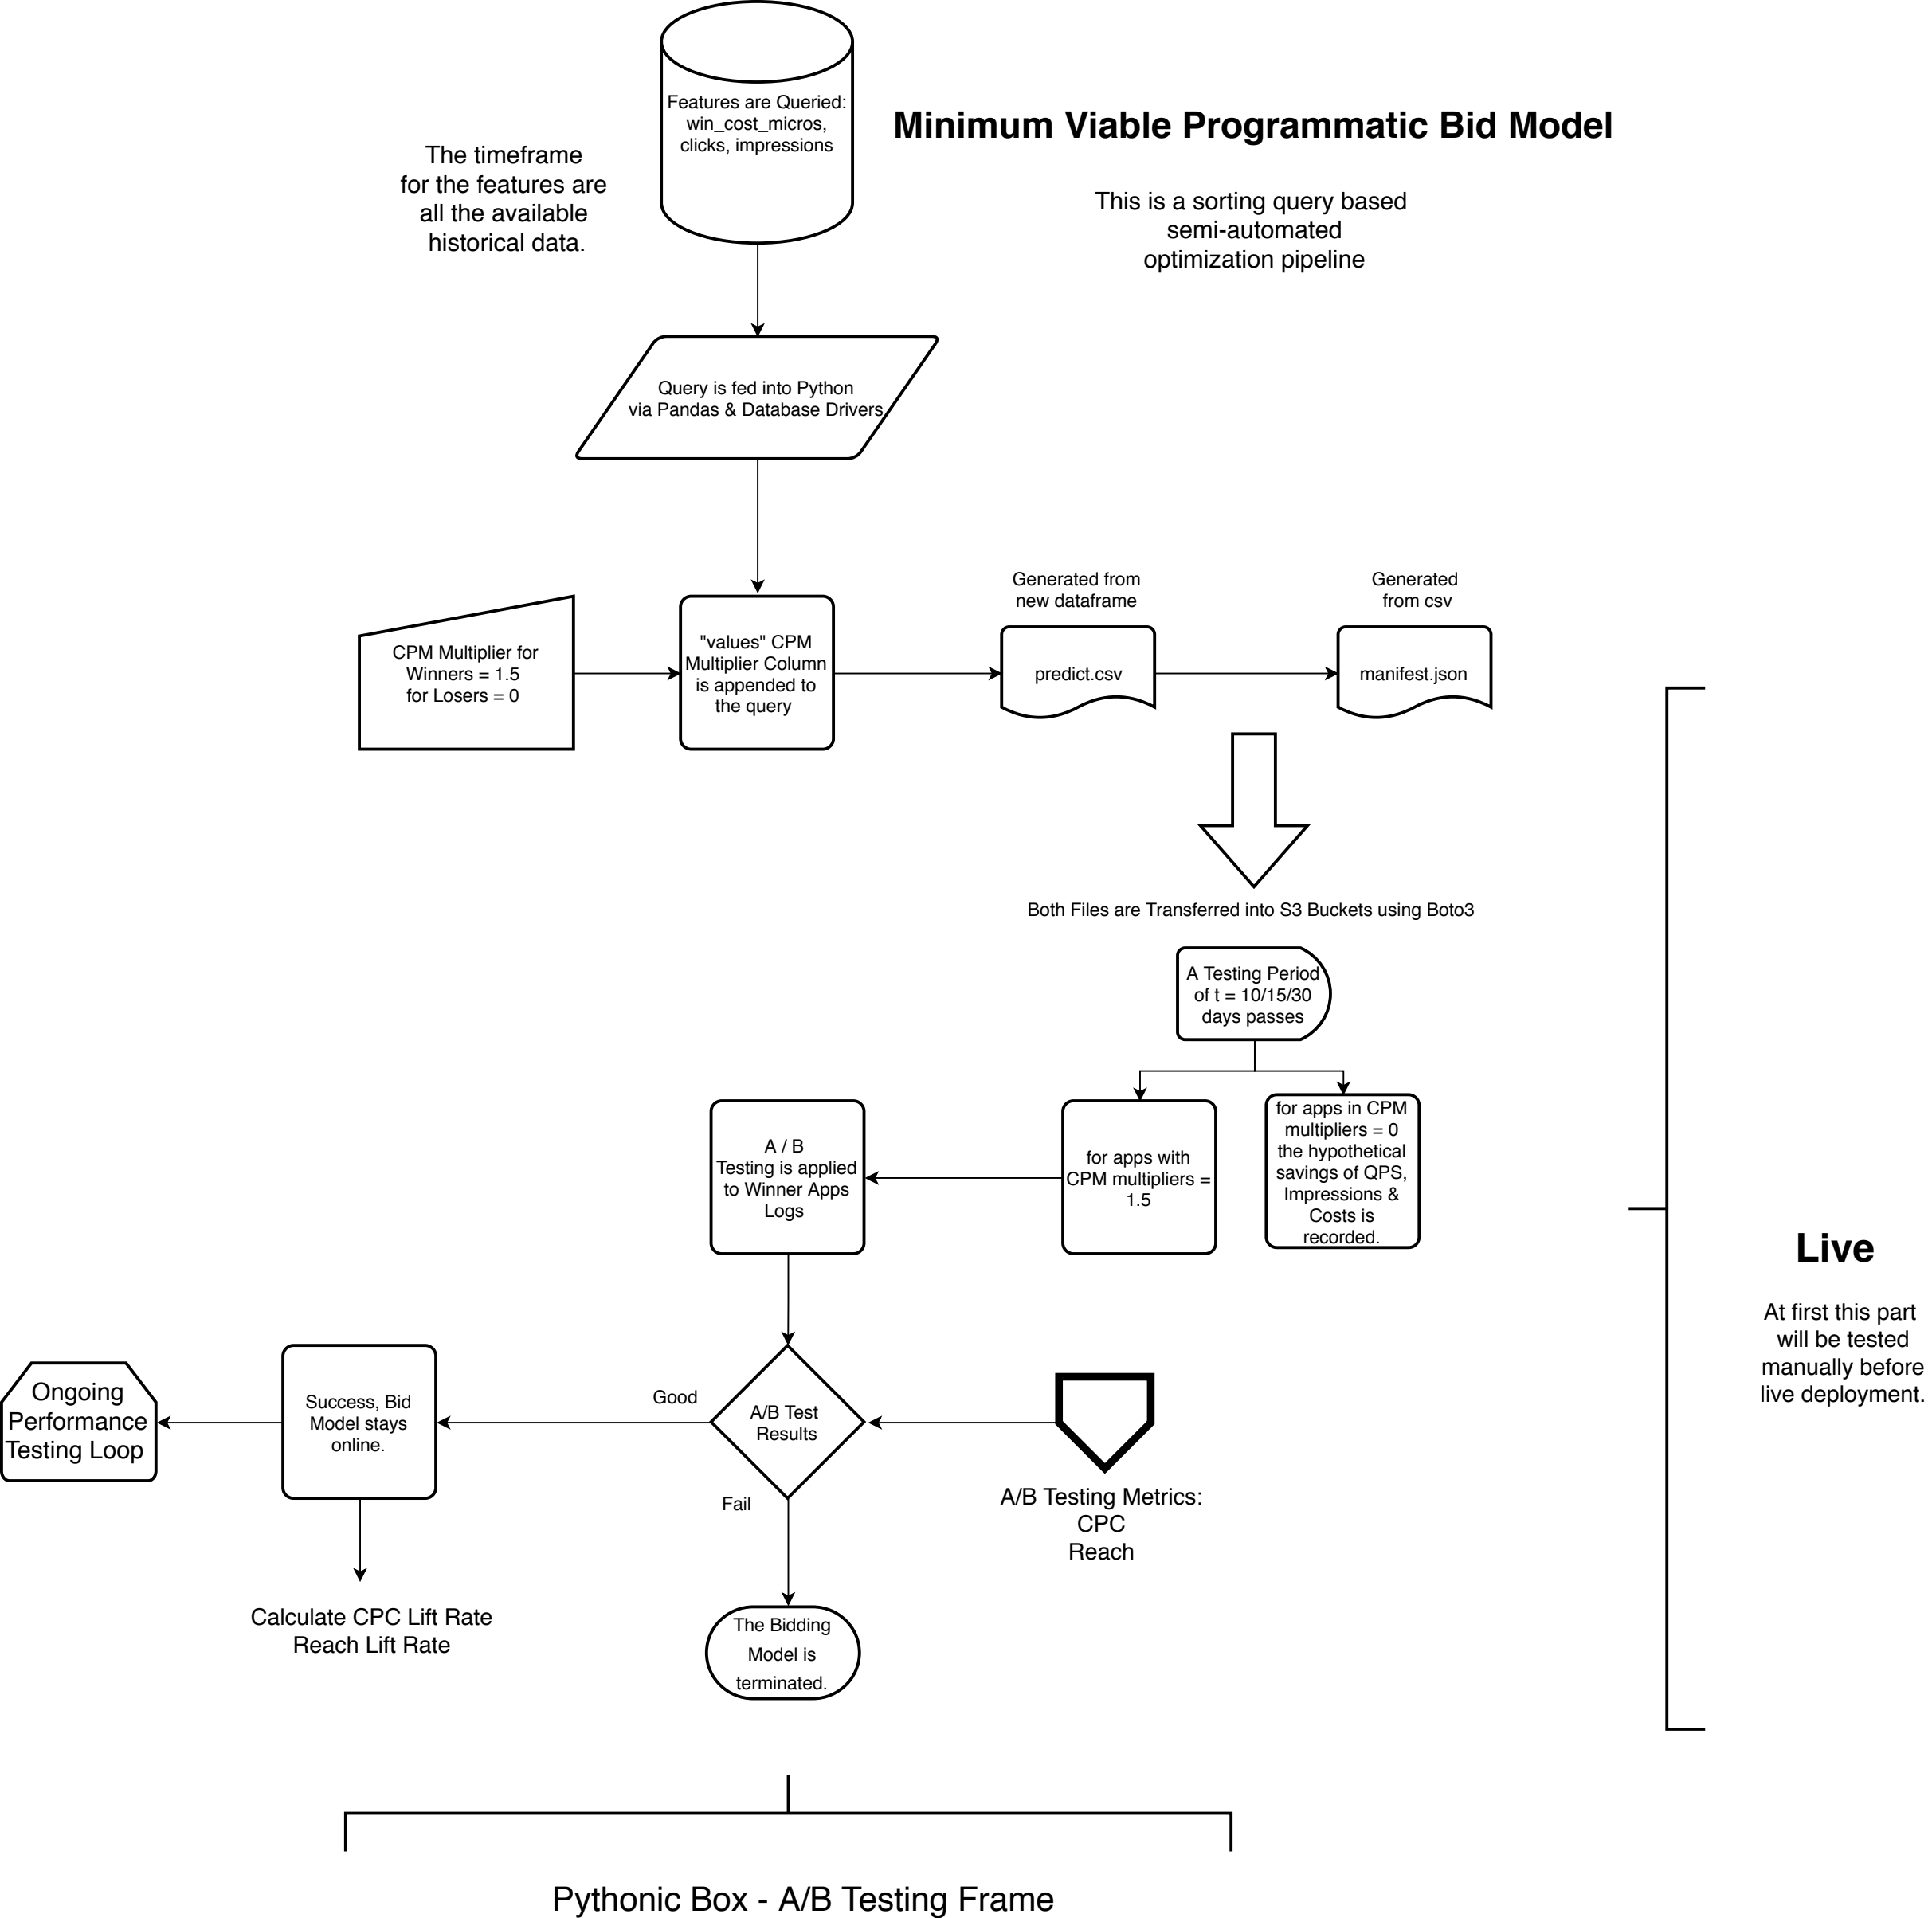 Features are Queried:
win_cost_micros,
clicks, impressions
Minimum Viable Programmatic Bid Model
The timeframe
for the features are
all the available
historical data.
This is a sorting query based
semi-automated
optimization pipeline
Query is fed into Python
via Pandas & Database Drivers
CPM Multiplier for
Winners = 1.5
for Losers = 0
"values" CPM
Multiplier Column
is appended to
the query
Generated from
new dataframe
predict.csv
Generated
from csv
manifest.json
Both Files are Transferred into S3 Buckets using Boto3
A Testing Period
of t = 10/15/30
days passes
for apps in CPM
multipliers = 0
the hypothetical
savings of QPS,
Impressions &
Costs is
recorded.
for apps with
CPM multipliers =
1.5
A / B
Testing is applied
to Winner Apps
Logs
Live
At first this part
will be tested
manually before
live deployment.
Ongoing
Performance
Testing Loop
Success, Bid
Model stays
online.
Good
A/B Test
Results
Fail
A/B Testing Metrics:
CPC
Reach
Calculate CPC Lift Rate
Reach Lift Rate
The Bidding
Model is
terminated.
Pythonic Box - A/B Testing Frame